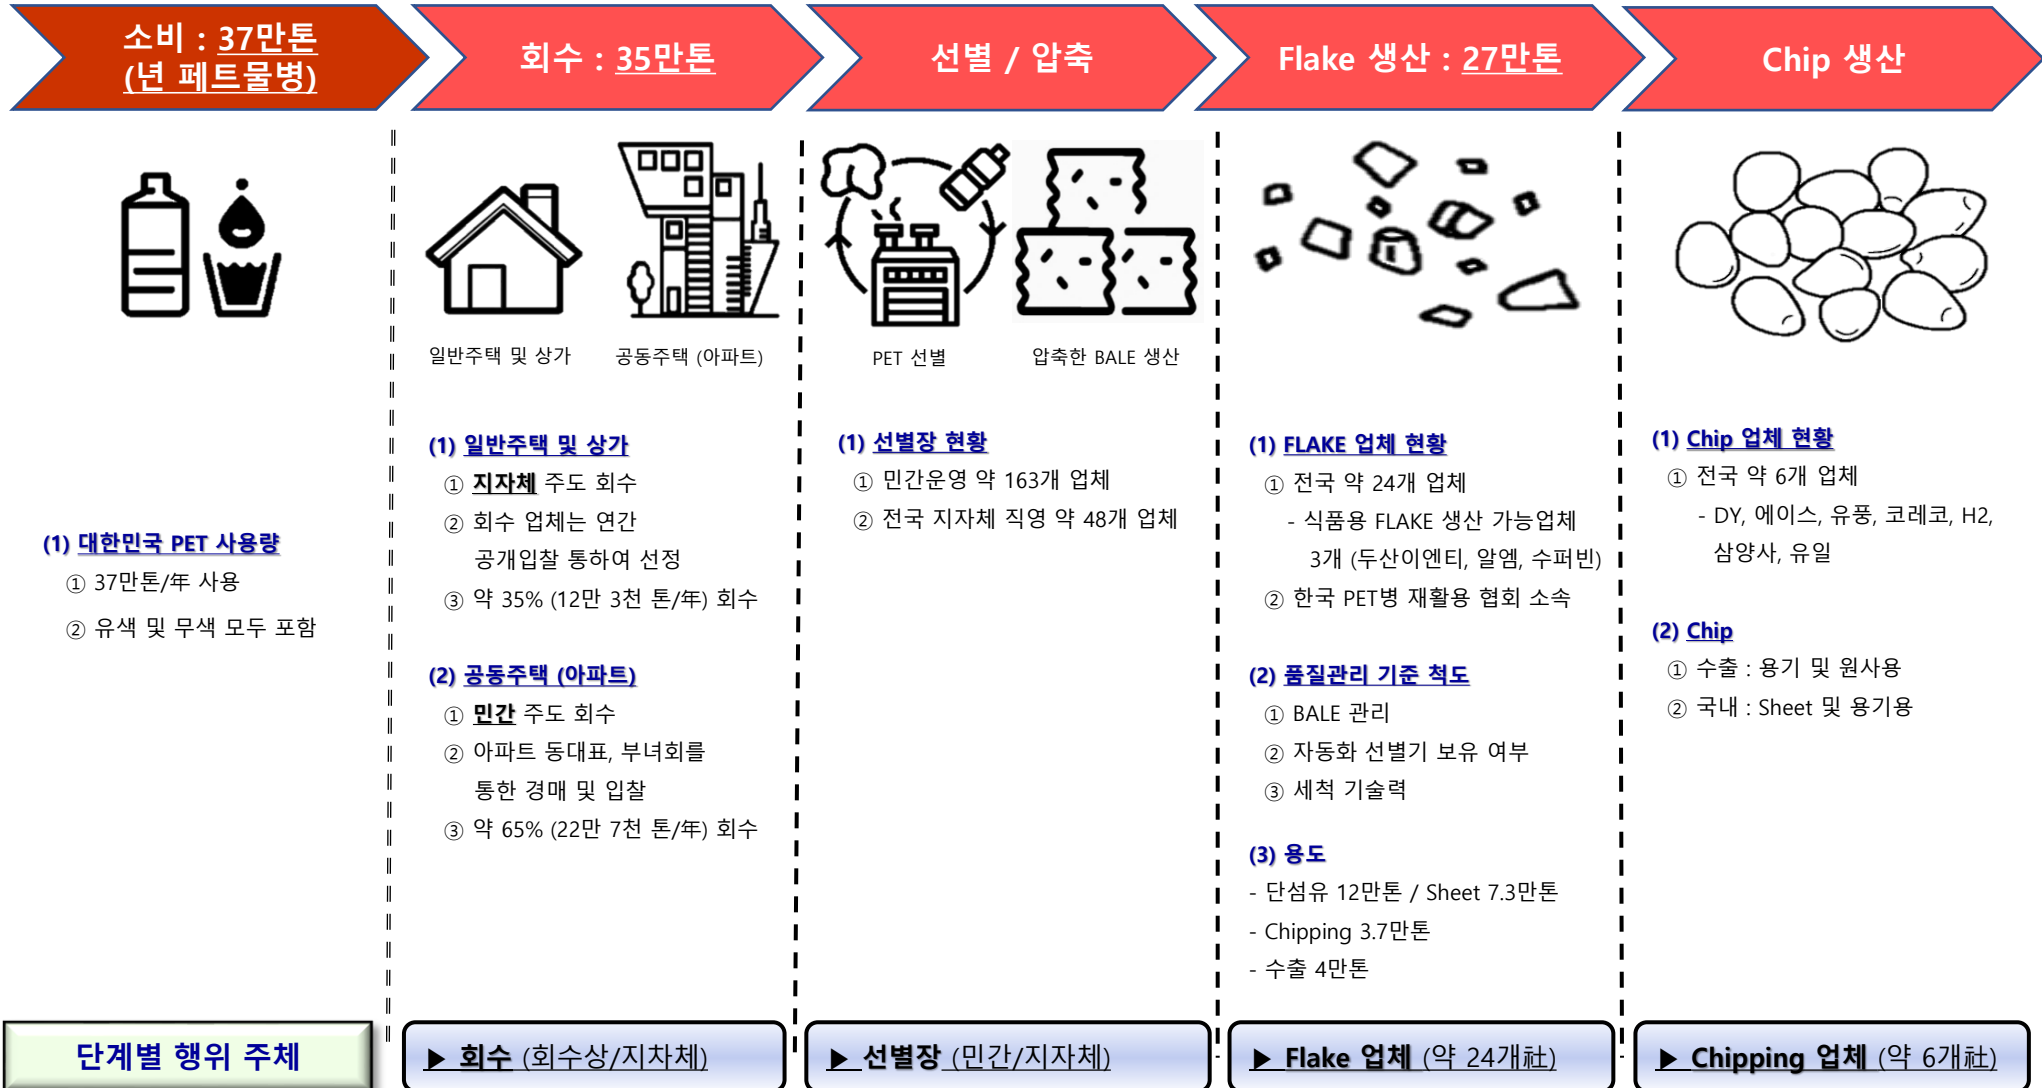 소비 : 37만톤
(년 페트물병)
회수 : 35만톤
선별 / 압축
Flake 생산 : 27만톤
Chip 생산
일반주택 및 상가
공동주택 (아파트)
PET 선별
압축한 BALE 생산
(1) 대한민국 PET 사용량
① 37만톤/年 사용
② 유색 및 무색 모두 포함
(1) 일반주택 및 상가
① 지자체 주도 회수
② 회수 업체는 연간
공개입찰 통하여 선정
③ 약 35% (12만 3천 톤/年) 회수
(2) 공동주택 (아파트)
① 민간 주도 회수
② 아파트 동대표, 부녀회를
통한 경매 및 입찰
③ 약 65% (22만 7천 톤/年) 회수
(1) 선별장 현황
① 민간운영 약 163개 업체
② 전국 지자체 직영 약 48개 업체
(1) FLAKE 업체 현황
① 전국 약 24개 업체
- 식품용 FLAKE 생산 가능업체
3개 (두산이엔티, 알엠, 수퍼빈)
② 한국 PET병 재활용 협회 소속
(2) 품질관리 기준 척도
① BALE 관리
② 자동화 선별기 보유 여부
③ 세척 기술력
(3) 용도
- 단섬유 12만톤 / Sheet 7.3만톤
- Chipping 3.7만톤
- 수출 4만톤
(1) Chip 업체 현황
① 전국 약 6개 업체
- DY, 에이스, 유풍, 코레코, H2,
삼양사, 유일
(2) Chip
① 수출 : 용기 및 원사용
② 국내 : Sheet 및 용기용
단계별 행위 주체
▶ 회수 (회수상/지차체)
▶ 선별장 (민간/지자체)
▶ Flake 업체 (약 24개社)
▶ Chipping 업체 (약 6개社)